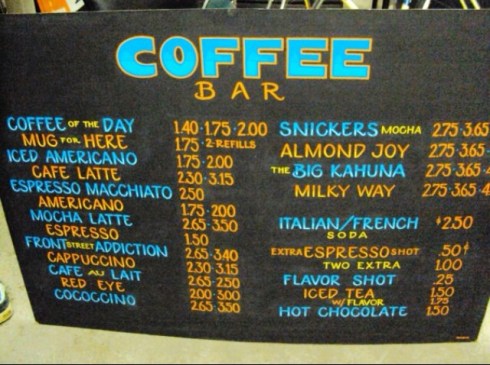 COFFEE
BAR
COFFEE OF THE DAY 1.40·1.75·2.00
MUG FOR HERE 1.75·2·REFILLS
ICED AMERICANO 1.75·2.00
CAFE LATTE 2.30·3.15
ESPRESSO MACCHIATO 2.50
AMERICANO 1.75·2.00
MOCHA LATTE 2.65·3.50
ESPRESSO 1.50
FRONT STREET ADDICTION 2.65·3.40
CAPPUCCINO 2.30·3.15
CAFE AU LAIT
RED EYE
COCOCCINO 2.65·3.50
SNICKERS MOCHA 2.75·3.65
ALMOND JOY 2.75·3.65·
THE BIG KAHUNA 2.75·3.65·
MILKY WAY 2.75·3.65·
ITALIAN/FRENCH $2.50
SODA
EXTRA ESPRESSO SHOT .50¢
TWO EXTRA 1.00
FLAVOR SHOT .25
ICED TEA 1.50
W/FLAVOR 1.75
HOT CHOCOLATE 1.50